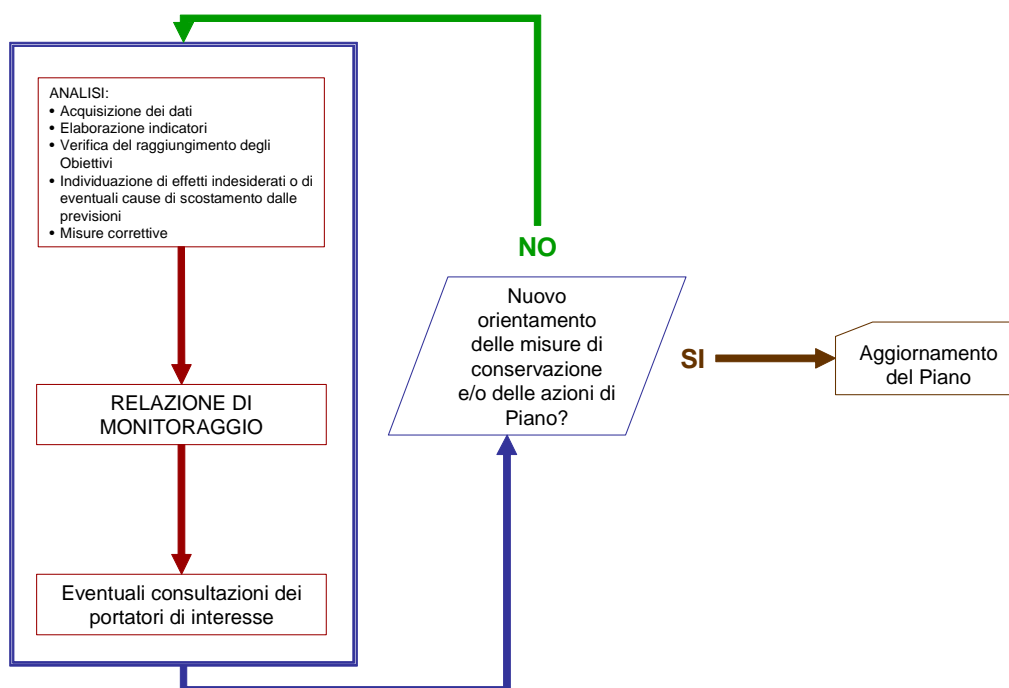 ANALISI:
• Acquisizione dei dati
• Elaborazione indicatori
• Verifica del raggiungimento degli
Obiettivi
• Individuazione di effetti indesiderati o di
eventuali cause di scostamento dalle
previsioni
• Misure correttive
RELAZIONE DI
MONITORAGGIO
Eventuali consultazioni dei
portatori di interesse
NO
Nuovo
orientamento
delle misure di
conservazione
e/o delle azioni di
Piano?
SI
Aggiornamento
del Piano